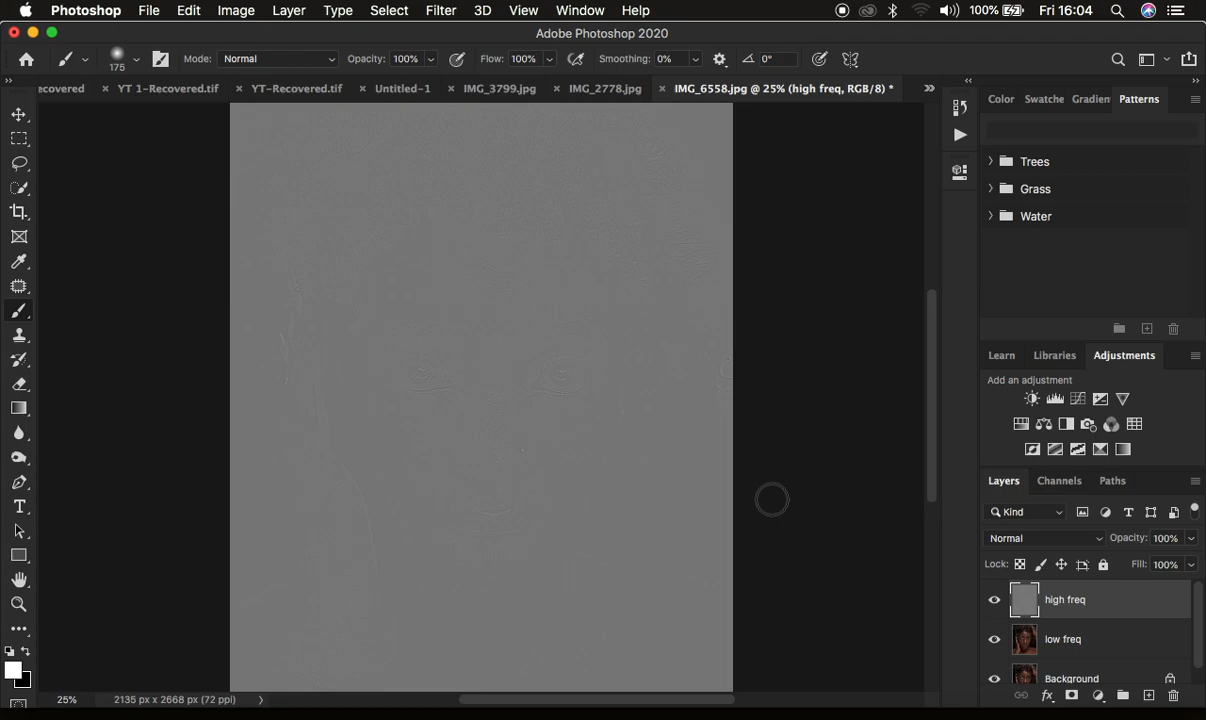 Photoshop File Edit Image Layer Type Select Filter 3D View Window Help 100% Fri 16:04
Adobe Photoshop 2020
175 Mode: Normal Opacity: 100% Flow: 100% Smoothing: 0% 0°
ecovered × YT 1-Recovered.tif × YT-Recovered.tif × Untitled-1 × IMG_3799.jpg × IMG_2778.jpg × IMG_6558.jpg @ 25% (high freq, RGB/8) *
Color Swatche Gradien Patterns
Trees
Grass
Water
Learn Libraries Adjustments
Add an adjustment
Layers Channels Paths
Kind
Normal Opacity: 100%
Lock: Fill: 100%
high freq
low freq
Background
25% 2135 px x 2668 px (72 ppi)